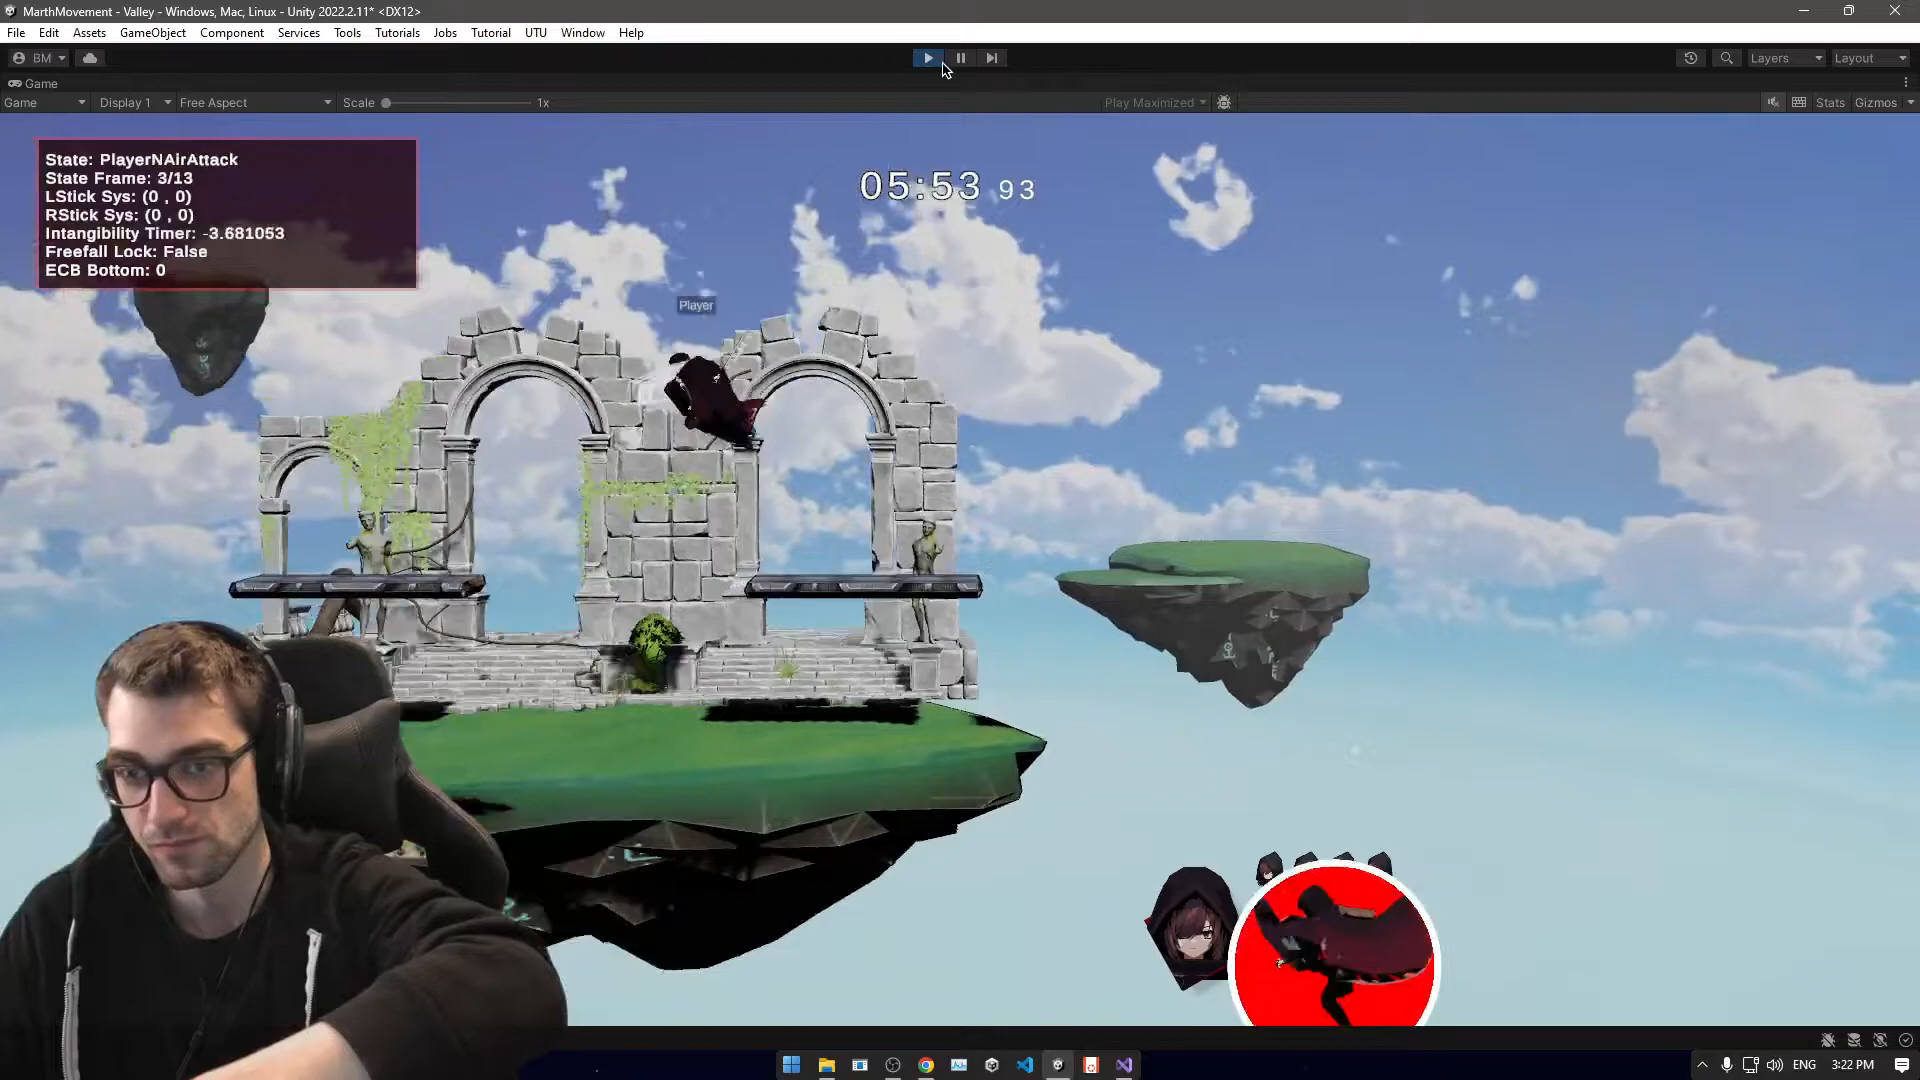 MarthMovement - Valley - Windows, Mac, Linux - Unity 2022.2.11* <DX12>
File Edit Assets GameObject Component Services Tools Tutorials Jobs Tutorial UTU Window Help
BM Layers Layout
Game
Game Display 1 Free Aspect Scale 1x Play Maximized Stats Gizmos
State: PlayerNAirAttack
State Frame: 3/13
LStick Sys: (0 , 0)
RStick Sys: (0 , 0)
Intangibility Timer: -3.681053
Freefall Lock: False
ECB Bottom: 0
05:53 93
Player
ENG 3:22 PM